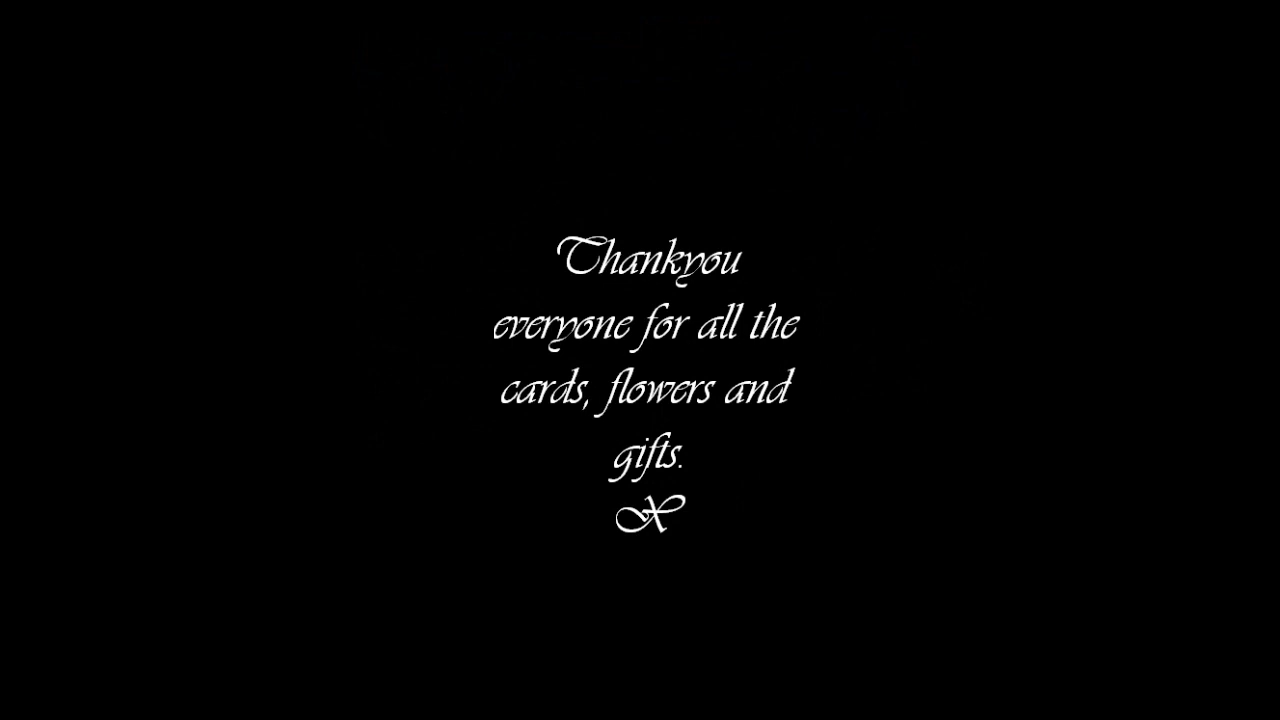 Thankyou
everyone for all the
cards, flowers and
gifts.
X